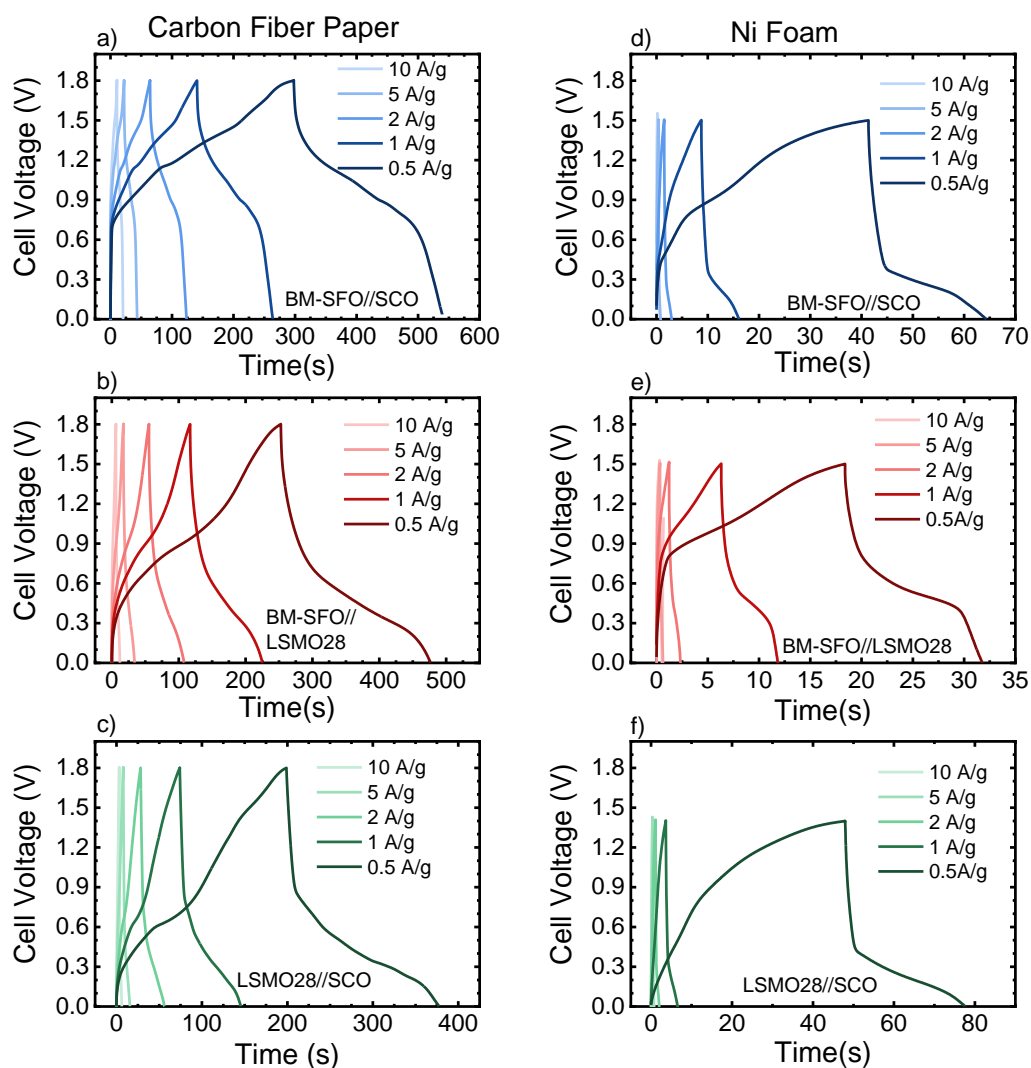 Carbon Fiber Paper
Ni Foam
a)
Cell Voltage (V)
1.8
1.5
1.2
0.9
0.6
0.3
0.0
10 A/g
5 A/g
2 A/g
1 A/g
0.5 A/g
BM-SFO//SCO
0 100 200 300 400 500 600
Time(s)
d)
Cell Voltage (V)
1.8
1.5
1.2
0.9
0.6
0.3
0.0
10 A/g
5 A/g
2 A/g
1 A/g
0.5A/g
BM-SFO//SCO
0 10 20 30 40 50 60 70
Time(s)
b)
Cell Voltage (V)
1.8
1.5
1.2
0.9
0.6
0.3
0.0
10 A/g
5 A/g
2 A/g
1 A/g
0.5 A/g
BM-SFO//
LSMO28
0 100 200 300 400 500
Time(s)
e)
Cell Voltage (V)
1.8
1.5
1.2
0.9
0.6
0.3
0.0
10 A/g
5 A/g
2 A/g
1 A/g
0.5A/g
BM-SFO//LSMO28
0 5 10 15 20 25 30 35
Time(s)
c)
Cell Voltage (V)
1.8
1.5
1.2
0.9
0.6
0.3
0.0
10 A/g
5 A/g
2 A/g
1 A/g
0.5 A/g
LSMO28//SCO
0 100 200 300 400
Time (s)
f)
Cell Voltage (V)
1.8
1.5
1.2
0.9
0.6
0.3
0.0
10 A/g
5 A/g
2 A/g
1 A/g
0.5A/g
LSMO28//SCO
0 20 40 60 80
Time(s)